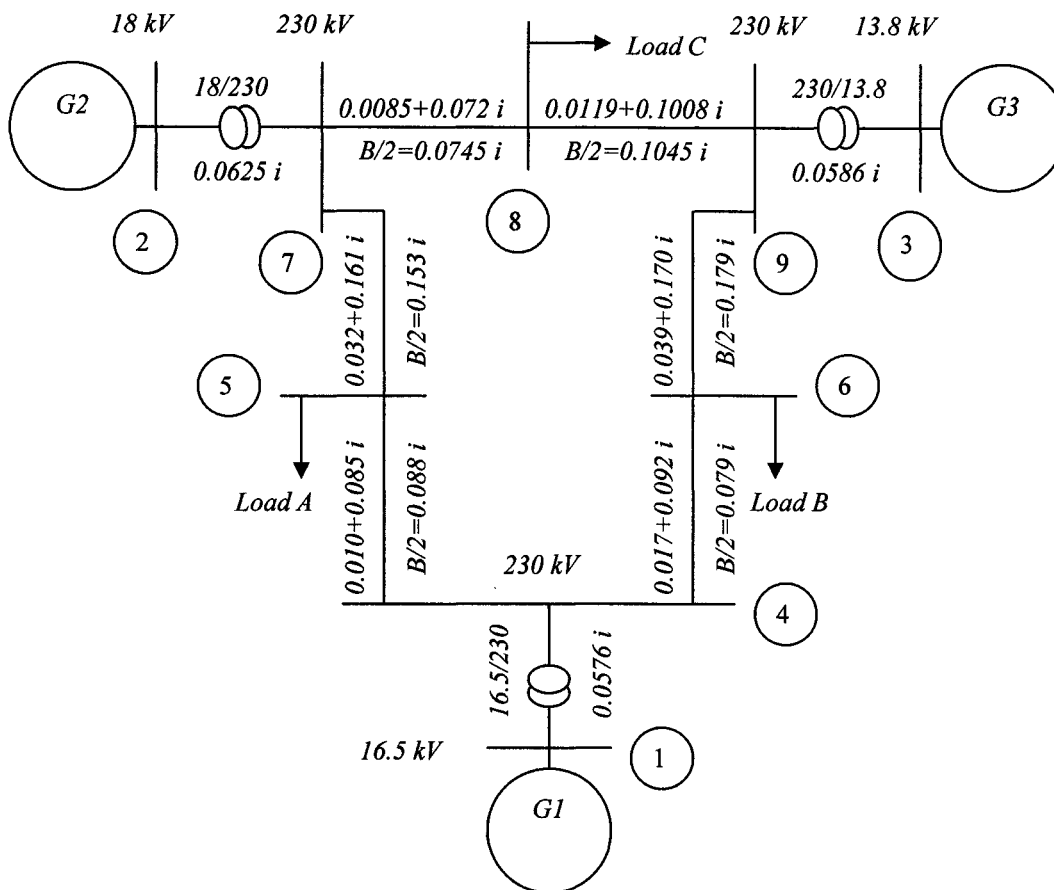 18 kV
230 kV
Load C
230 kV
13.8 kV
G2
18/230
0.0625 i
0.0085+0.072 i
B/2=0.0745 i
0.0119+0.1008 i
B/2=0.1045 i
230/13.8
0.0586 i
G3
2
7
8
9
3
0.032+0.161 i
B/2=0.153 i
0.039+0.170 i
B/2=0.179 i
5
6
Load A
0.010+0.085 i
B/2=0.088 i
0.017+0.092 i
B/2=0.079 i
Load B
230 kV
4
16.5/230
0.0576 i
16.5 kV
1
G1